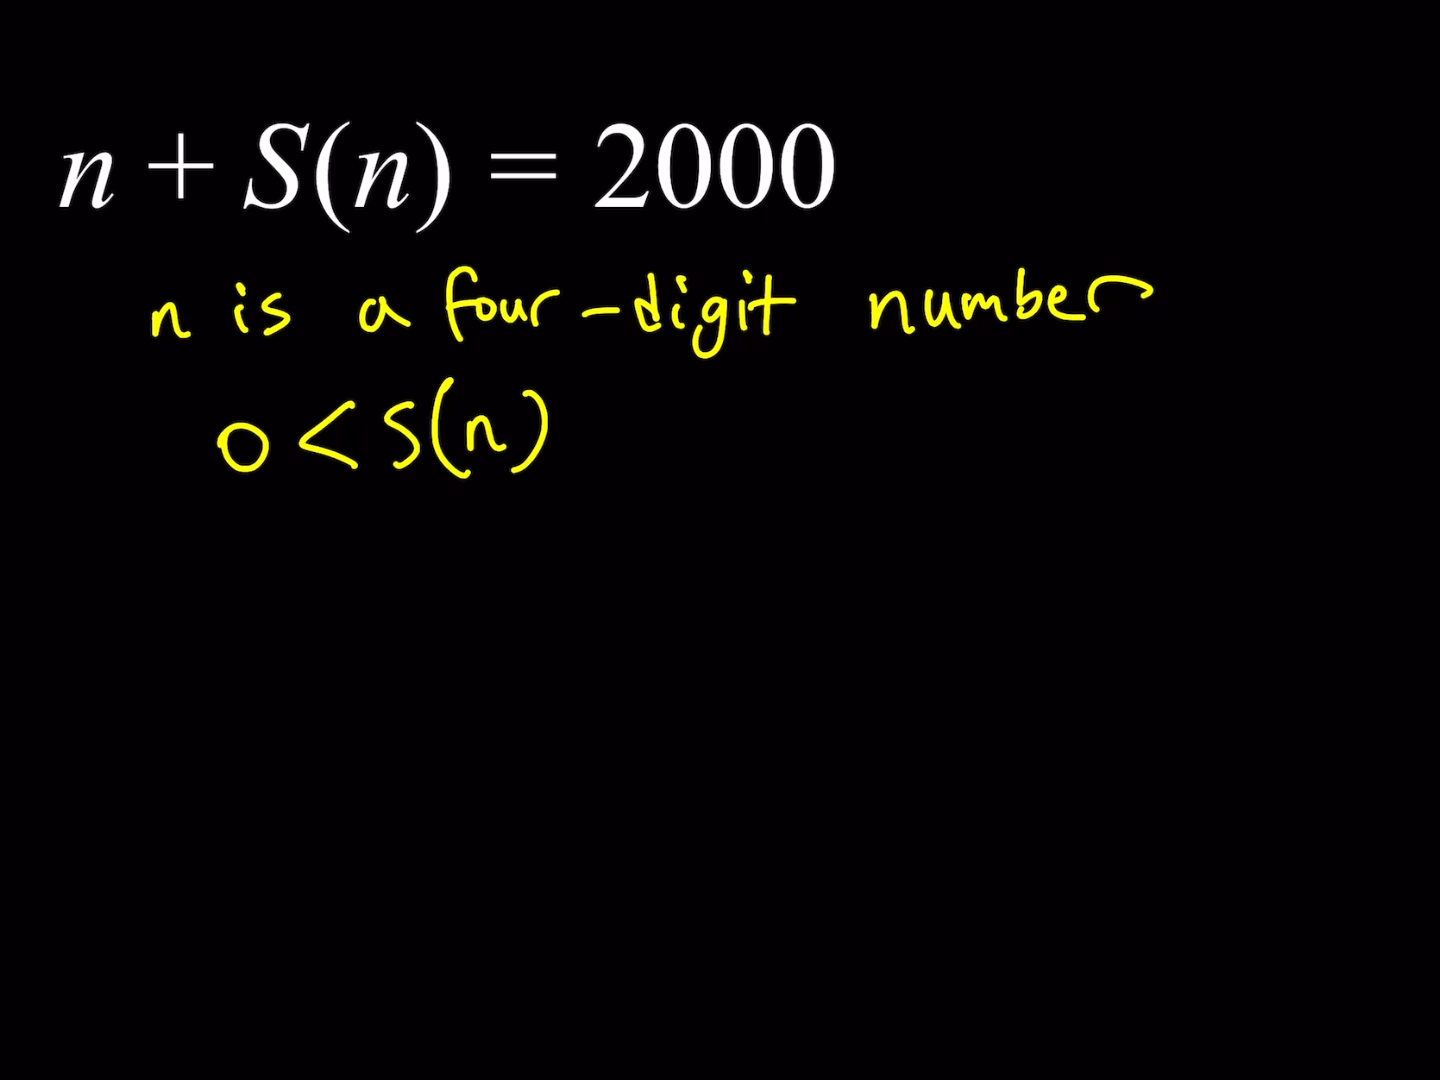 n + S(n) = 2000
n is a four-digit number
0 < S(n)